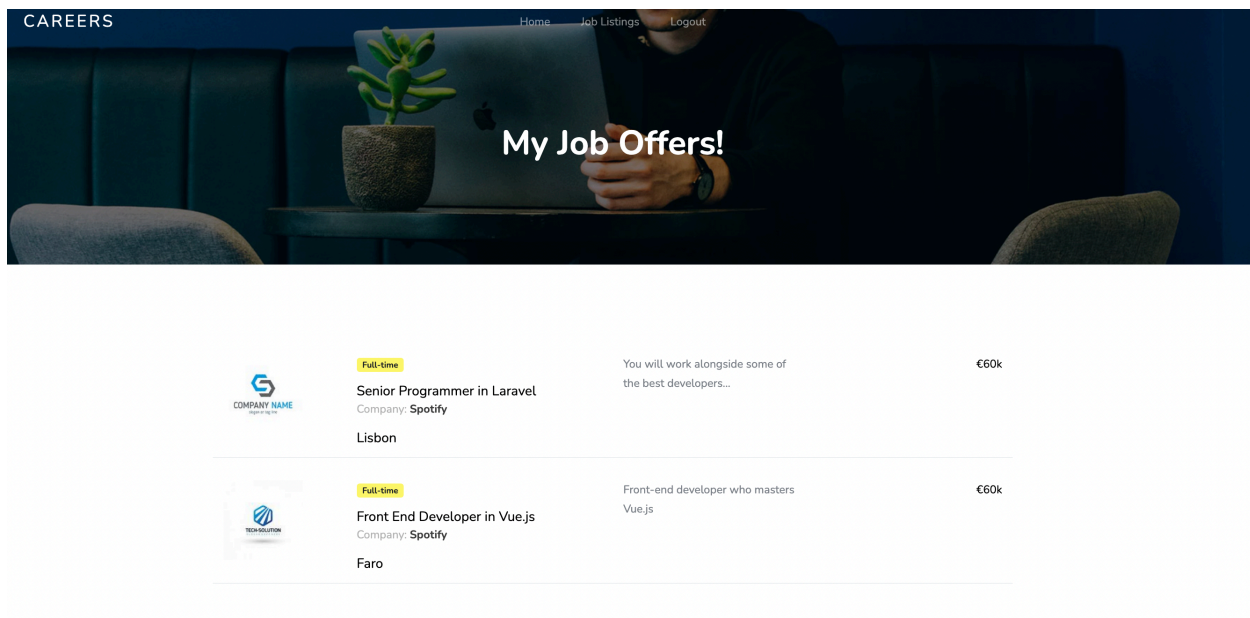 CAREERS
Home Job Listings Logout
My Job Offers!
Full-time
Senior Programmer in Laravel
Company: Spotify
Lisbon
You will work alongside some of
the best developers...
€60k
COMPANY NAME
Full-time
Front End Developer in Vue.js
Company: Spotify
Faro
Front-end developer who masters
Vue.js
€60k
TECH-SOLUTION